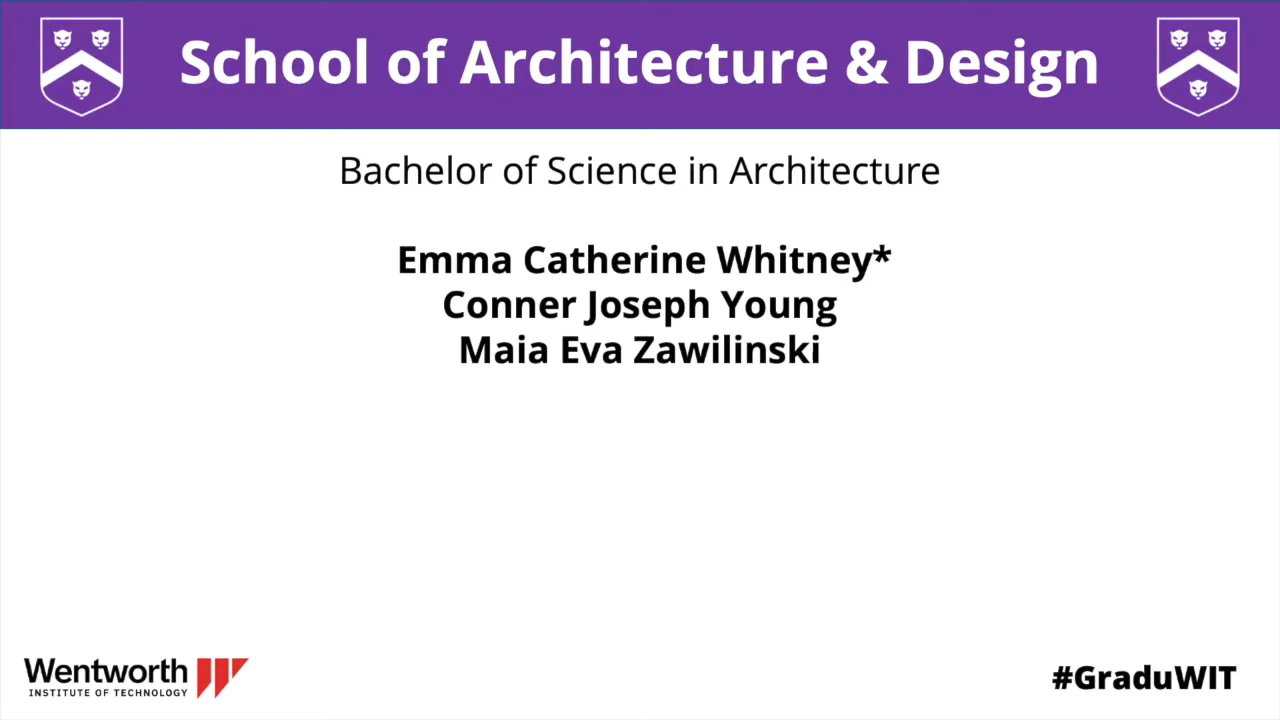 School of Architecture & Design
Bachelor of Science in Architecture
Emma Catherine Whitney*
Conner Joseph Young
Maia Eva Zawilinski
Wentworth
INSTITUTE OF TECHNOLOGY
#GraduWIT